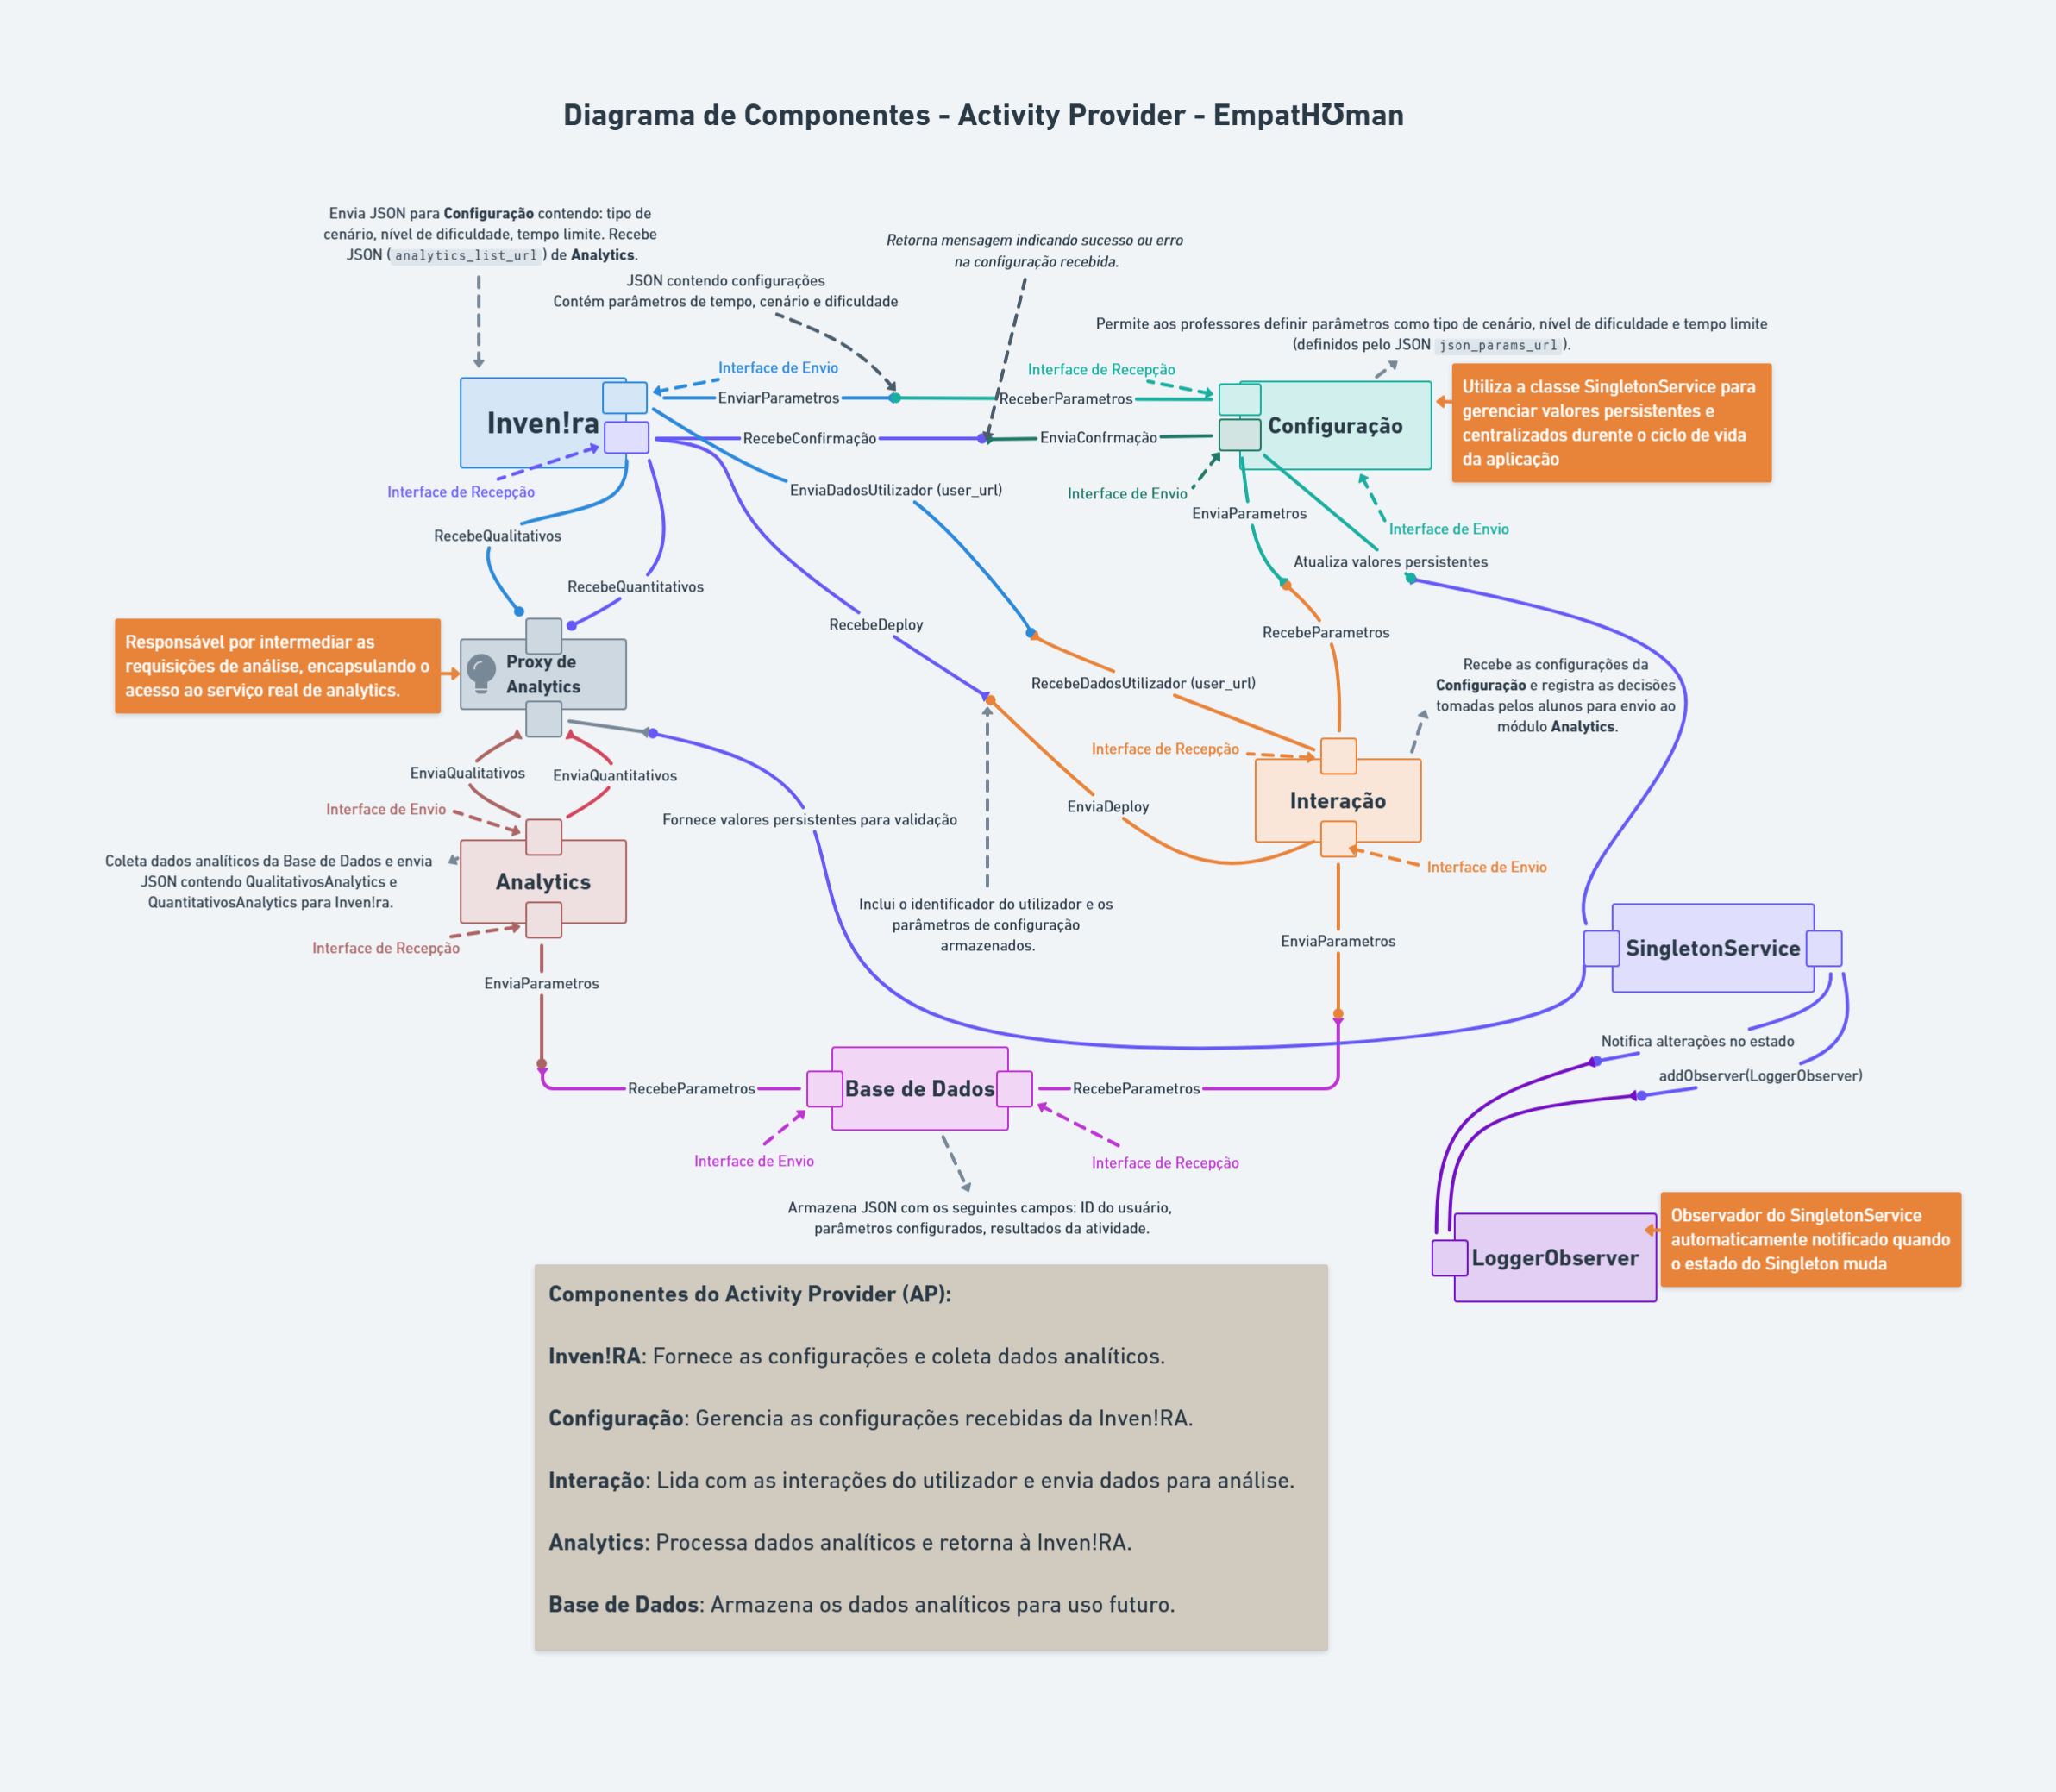 Diagrama de Componentes - Activity Provider - EmpatHƱman
Envia JSON para Configuração contendo: tipo de
cenário, nível de dificuldade, tempo limite. Recebe
JSON ( analytics_list_url ) de Analytics.
Retorna mensagem indicando sucesso ou erro
na configuração recebida.
JSON contendo configurações
Contém parâmetros de tempo, cenário e dificuldade
Permite aos professores definir parâmetros como tipo de cenário, nível de dificuldade e tempo limite
(definidos pelo JSON json_params_url ).
Interface de Envio
Interface de Recepção
Inven!ra
EnviarParametros
ReceberParametros
Configuração
Utiliza a classe SingletonService para
gerenciar valores persistentes e
centralizados durente o ciclo de vida
da aplicação
RecebeConfirmação
EnviaConfrmação
Interface de Recepção
EnviaDadosUtilizador (user_url)
Interface de Envio
EnviaParametros
Interface de Envio
RecebeQualitativos
Atualiza valores persistentes
RecebeQuantitativos
RecebeDeploy
RecebeParametros
Responsável por intermediar as
requisições de análise, encapsulando o
acesso ao serviço real de analytics.
Proxy de
Analytics
RecebeDadosUtilizador (user_url)
Recebe as configurações da
Configuração e registra as decisões
tomadas pelos alunos para envio ao
módulo Analytics.
Interface de Recepção
EnviaQualitativos
EnviaQuantitativos
Interação
Interface de Envio
EnviaDeploy
Fornece valores persistentes para validação
Interface de Envio
Coleta dados analíticos da Base de Dados e envia
JSON contendo QualitativosAnalytics e
QuantitativosAnalytics para Inven!ra.
Analytics
Inclui o identificador do utilizador e os
parâmetros de configuração
armazenados.
Interface de Recepção
EnviaParametros
SingletonService
EnviaParametros
Notifica alterações no estado
addObserver(LoggerObserver)
RecebeParametros
Base de Dados
RecebeParametros
Interface de Envio
Interface de Recepção
Armazena JSON com os seguintes campos: ID do usuário,
parâmetros configurados, resultados da atividade.
LoggerObserver
Observador do SingletonService
automaticamente notificado quando
o estado do Singleton muda
Componentes do Activity Provider (AP):
Inven!RA: Fornece as configurações e coleta dados analíticos.
Configuração: Gerencia as configurações recebidas da Inven!RA.
Interação: Lida com as interações do utilizador e envia dados para análise.
Analytics: Processa dados analíticos e retorna à Inven!RA.
Base de Dados: Armazena os dados analíticos para uso futuro.